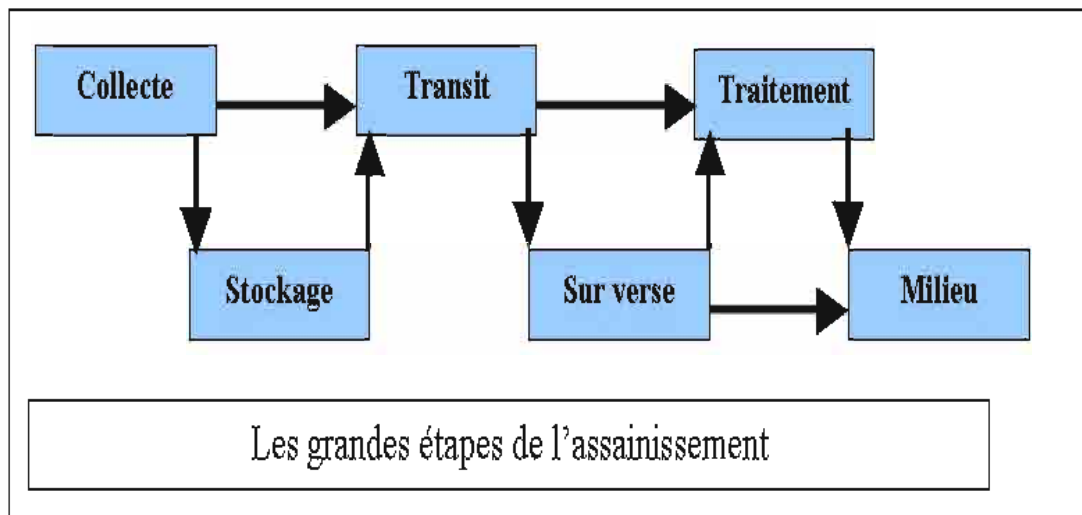 Collecte
Transit
Traitement
Stockage
Sur verse
Milieu
Les grandes étapes de l'assainissement